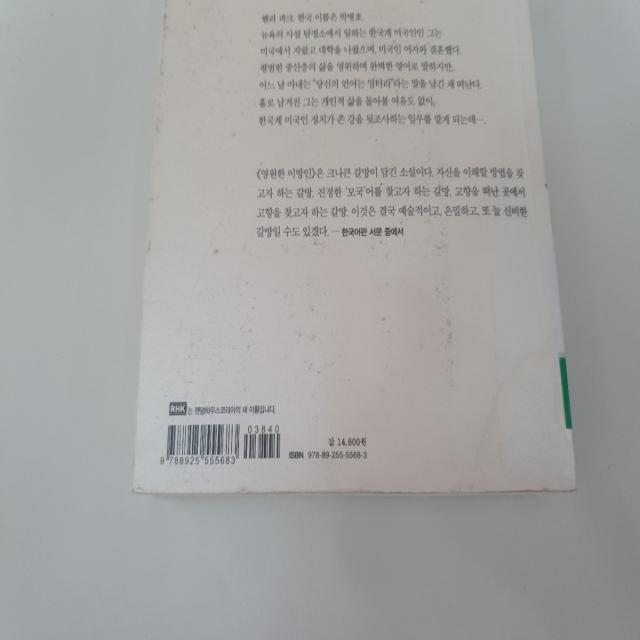 헨리 파크. 한국 이름은 박병호.
뉴욕의 사설 탐정소에서 일하는 한국계 미국인인 그는
미국에서 자랐고 대학을 나왔으며, 미국인 여자와 결혼했다.
평범한 중산층의 삶을 영위하며 완벽한 영어로 말하지만,
어느 날 아내는 "당신의 언어는 엉터리"라는 말을 남긴 채 떠난다.
홀로 남겨진 그는 개인적 삶을 돌아볼 여유도 없이,
한국계 미국인 정치가 존 강을 뒷조사하는 임무를 맡게 되는데….
《영원한 이방인》은 크나큰 갈망이 담긴 소설이다. 자신을 이해할 방법을 찾
고자 하는 갈망, 진정한 '모국'어를 찾고자 하는 갈망, 고향을 떠난 곳에서
고향을 찾고자 하는 갈망. 이것은 결국 예술적이고, 은밀하고, 또 늘 신비한
갈망일 수도 있겠다. ―한국어판 서문 중에서
RHK 는 랜덤하우스코리아의 새 이름입니다.
03840
값 14,800원
9 788925 555683
ISBN 978-89-255-5568-3